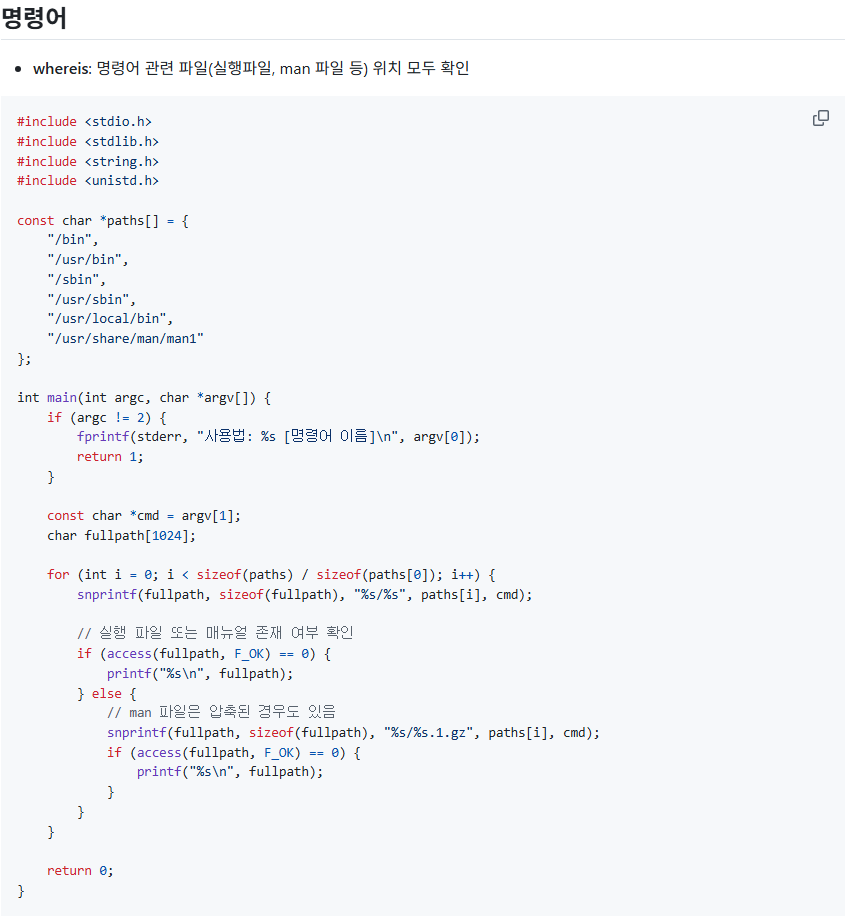 명령어
• whereis: 명령어 관련 파일(실행파일, man 파일 등) 위치 모두 확인
#include <stdio.h>
#include <stdlib.h>
#include <string.h>
#include <unistd.h>

const char *paths[] = {
    "/bin",
    "/usr/bin",
    "/sbin",
    "/usr/sbin",
    "/usr/local/bin",
    "/usr/share/man/man1"
};

int main(int argc, char *argv[]) {
    if (argc != 2) {
        fprintf(stderr, "사용법: %s [명령어 이름]\n", argv[0]);
        return 1;
    }

    const char *cmd = argv[1];
    char fullpath[1024];

    for (int i = 0; i < sizeof(paths) / sizeof(paths[0]); i++) {
        snprintf(fullpath, sizeof(fullpath), "%s/%s", paths[i], cmd);

        // 실행 파일 또는 매뉴얼 존재 여부 확인
        if (access(fullpath, F_OK) == 0) {
            printf("%s\n", fullpath);
        } else {
            // man 파일은 압축된 경우도 있음
            snprintf(fullpath, sizeof(fullpath), "%s/%s.1.gz", paths[i], cmd);
            if (access(fullpath, F_OK) == 0) {
                printf("%s\n", fullpath);
            }
        }
    }

    return 0;
}